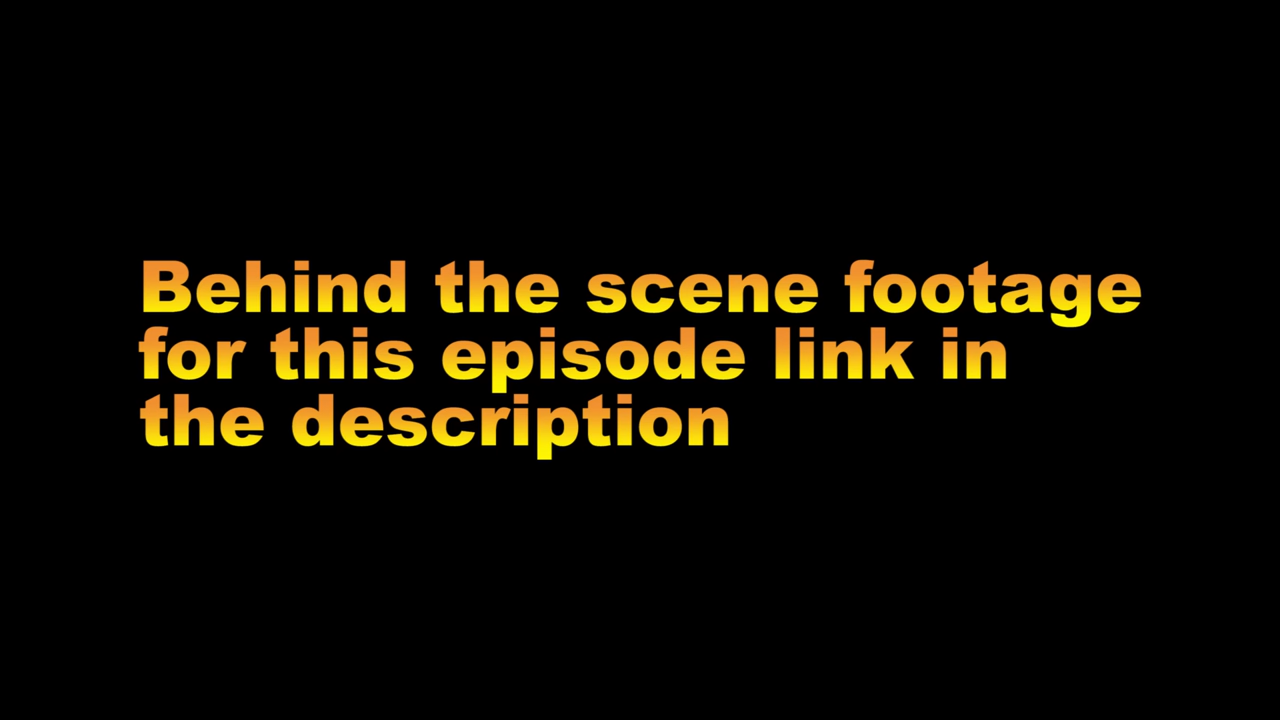 Behind the scene footage
for this episode link in
the description